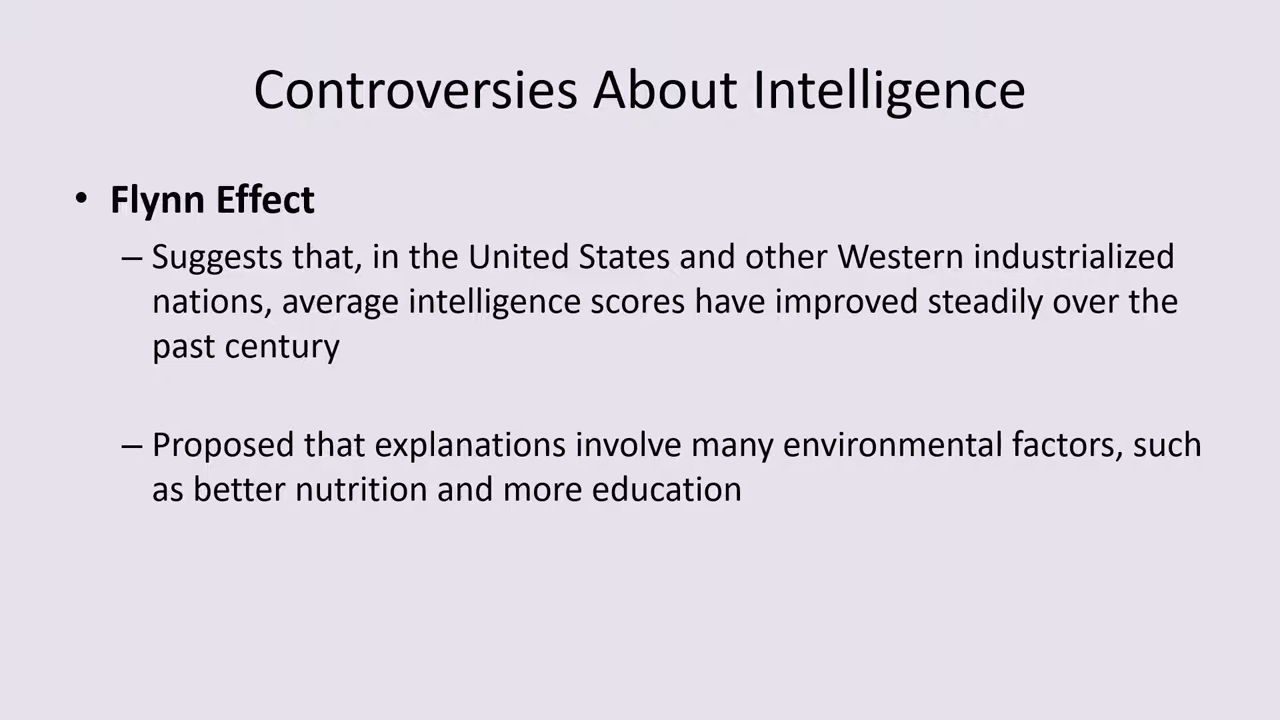 Controversies About Intelligence
• Flynn Effect
– Suggests that, in the United States and other Western industrialized
nations, average intelligence scores have improved steadily over the
past century
– Proposed that explanations involve many environmental factors, such
as better nutrition and more education